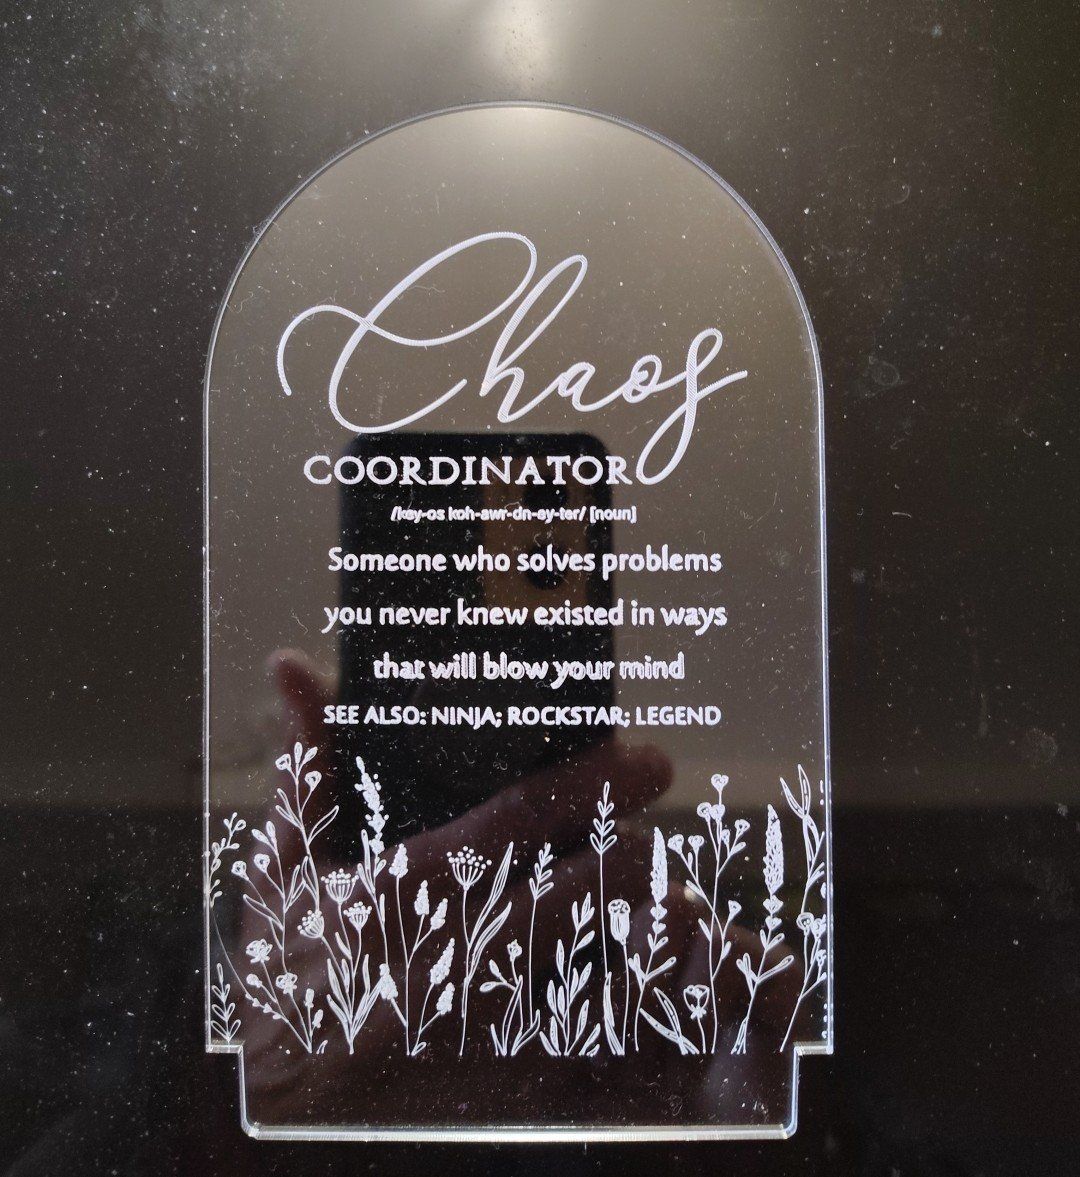 Chaos
COORDINATOR
/key-os koh-awr-dn-ey-ter/ [noun]
Someone who solves problems
you never knew existed in ways
that will blow your mind
SEE ALSO: NINJA; ROCKSTAR; LEGEND